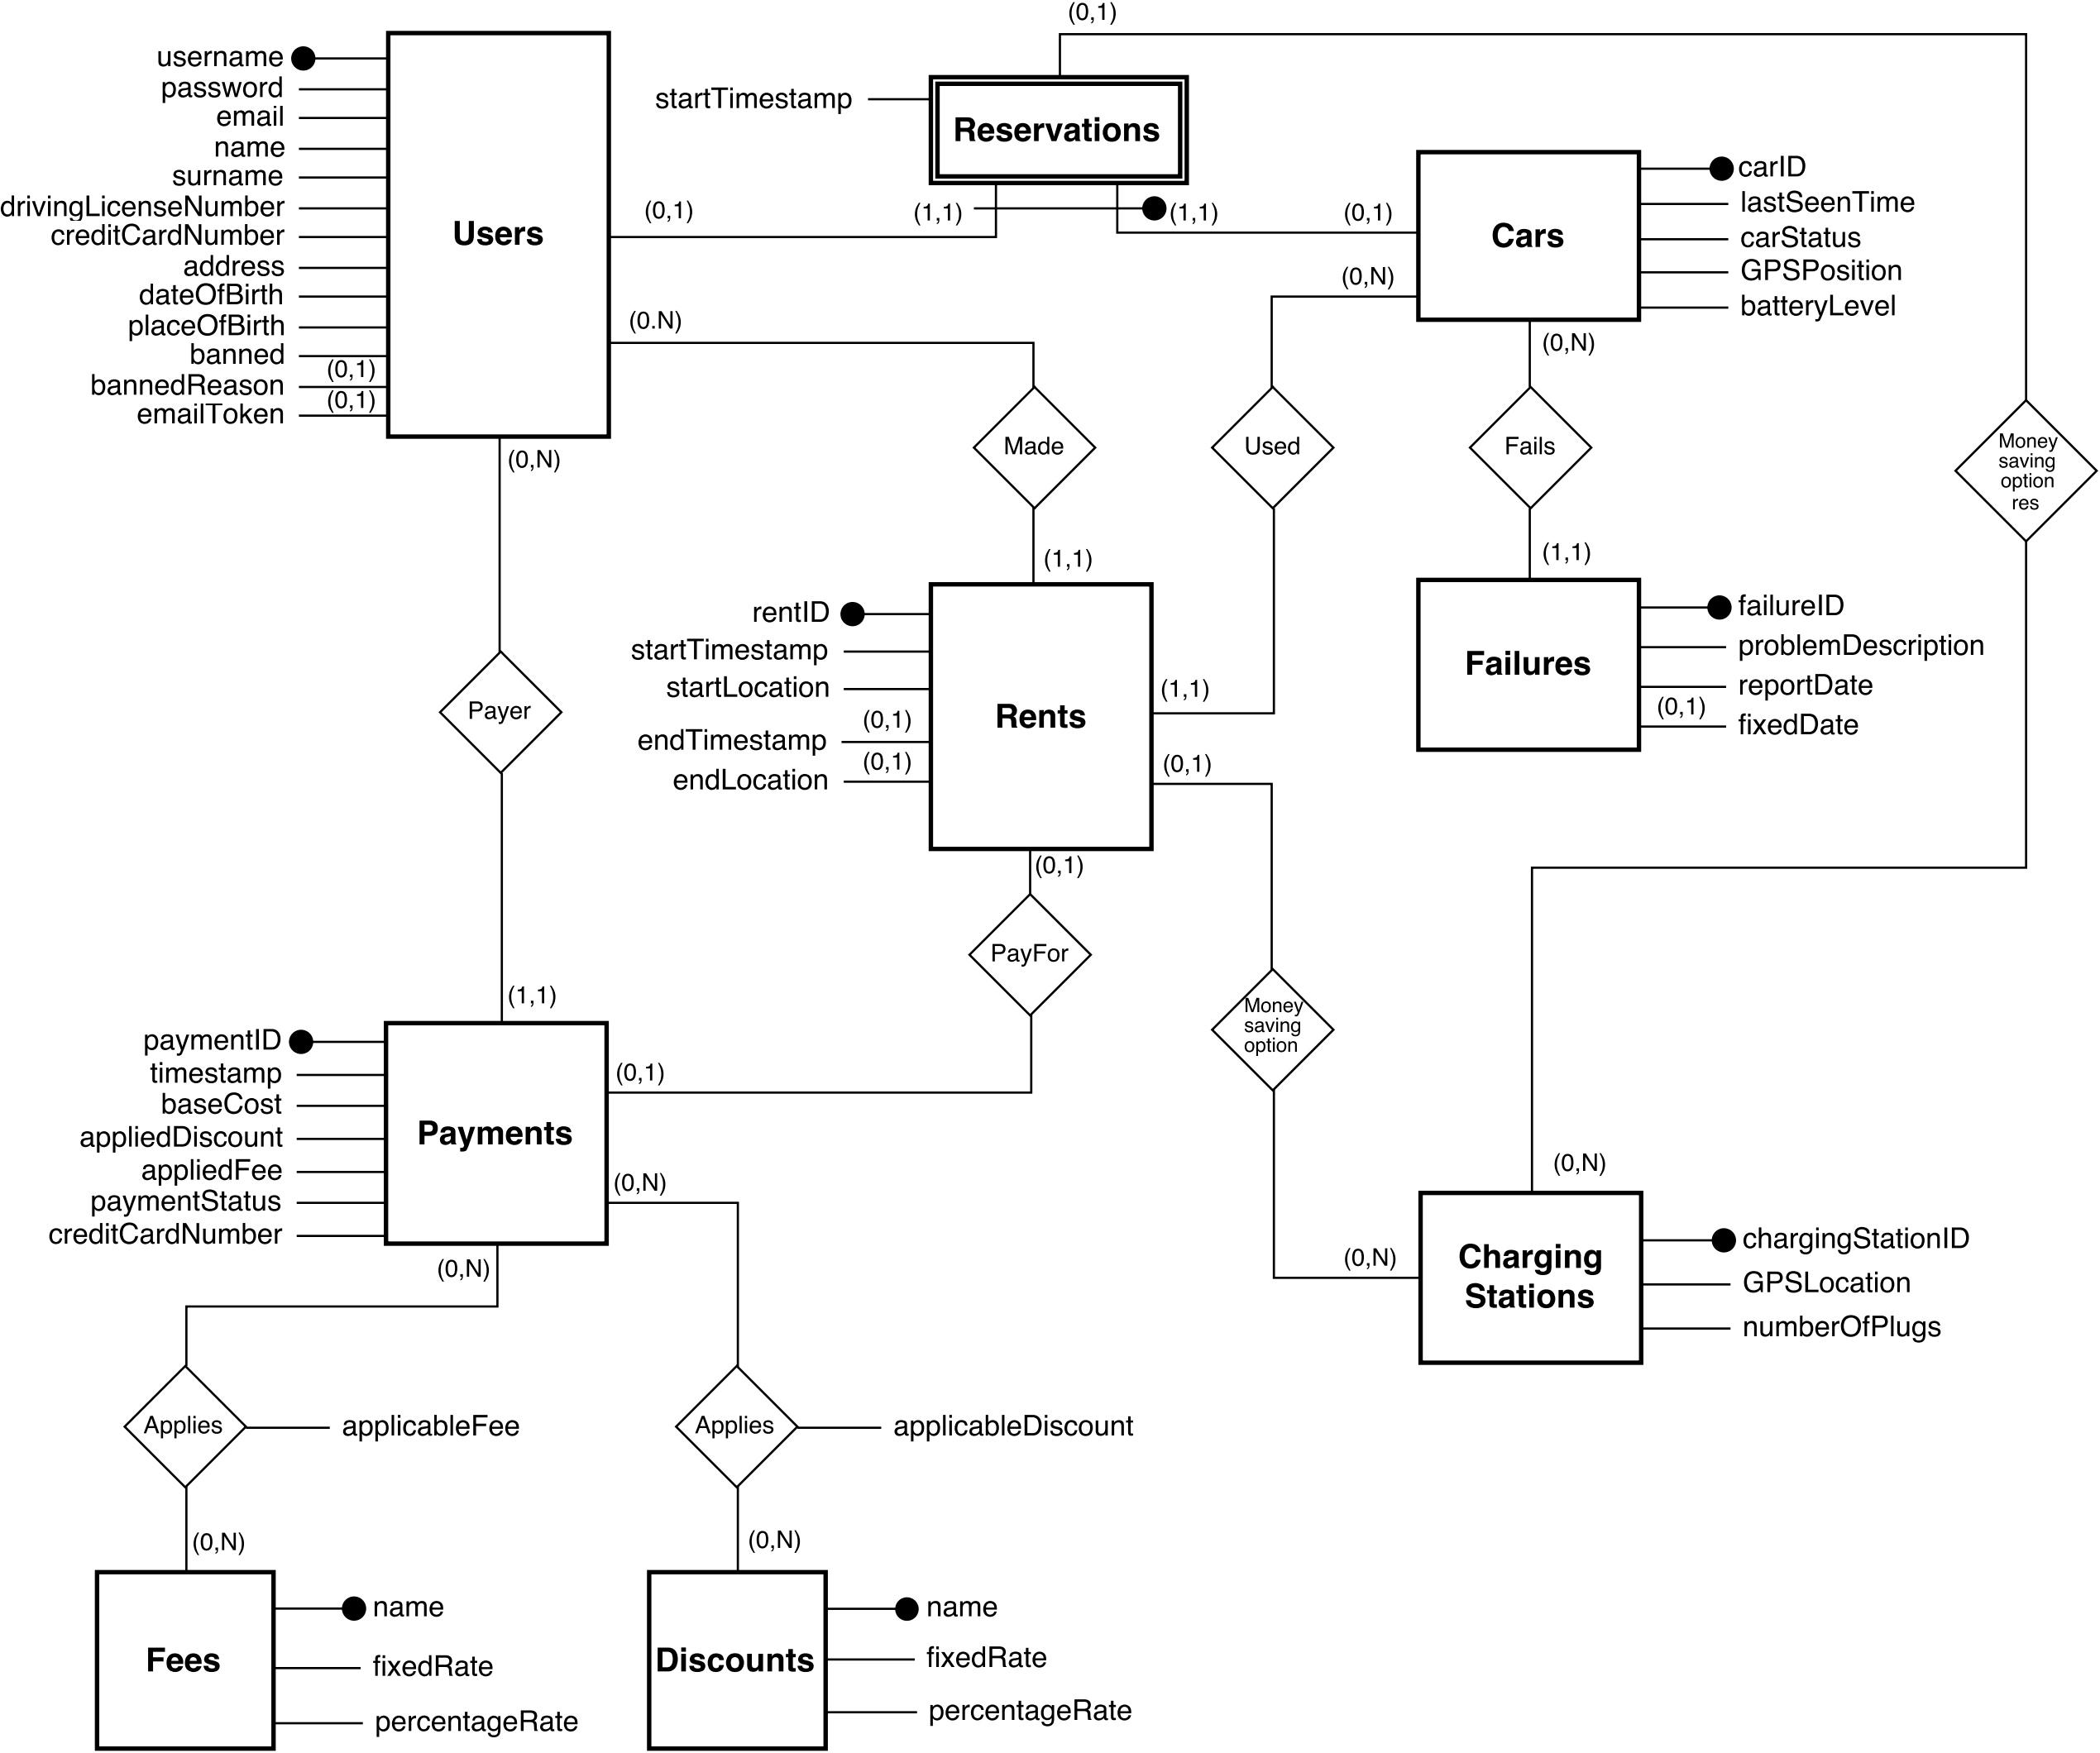 (0,1)
username
password
email
name
surname
drivingLicenseNumber
creditCardNumber
address
dateOfBirth
placeOfBirth
banned
(0,1)
bannedReason
(0,1)
emailToken
Users
(0,1)
(0.N)
(0,N)
startTimestamp
Reservations
(1,1)
(1,1)
(0,1)
(0,N)
Cars
carID
lastSeenTime
carStatus
GPSPosition
batteryLevel
(0,N)
Made
Used
Fails
Money
saving
option
res
(1,1)
(1,1)
rentID
startTimestamp
startLocation
(0,1)
endTimestamp
(0,1)
endLocation
Rents
(1,1)
(0,1)
(0,1)
Failures
failureID
problemDescription
reportDate
(0,1)
fixedDate
Payer
PayFor
Money
saving
option
(1,1)
paymentID
timestamp
baseCost
appliedDiscount
appliedFee
paymentStatus
creditCardNumber
Payments
(0,1)
(0,N)
(0,N)
(0,N)
(0,N)
Charging
Stations
chargingStationID
GPSLocation
numberOfPlugs
Applies
applicableFee
Applies
applicableDiscount
(0,N)
(0,N)
Fees
name
fixedRate
percentageRate
Discounts
name
fixedRate
percentageRate